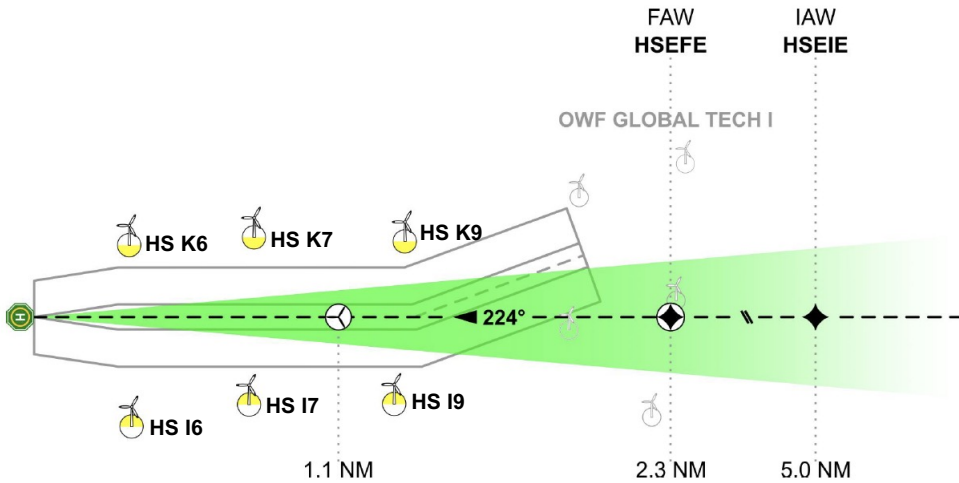 FAW
HSEFE
IAW
HSEIE
OWF GLOBAL TECH I
HS K6
HS K7
HS K9
H
224°
HS I6
HS I7
HS I9
1.1 NM
2.3 NM
5.0 NM